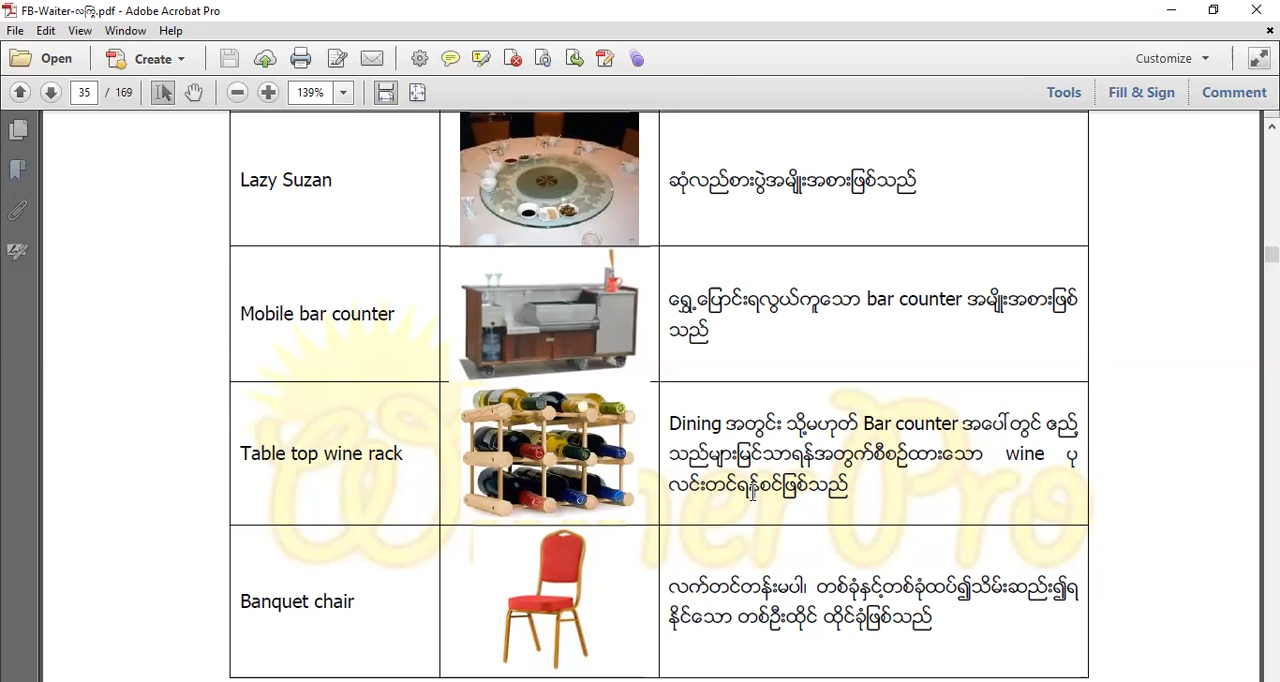 FB-Waiter-လက္စြဲ.pdf - Adobe Acrobat Pro
File Edit View Window Help
Open Create Customize
35 / 169 139% Tools Fill & Sign Comment
Lazy Suzan
ဆုံလည်စားပွဲအမျိုးအစားဖြစ်သည်
Mobile bar counter
ရွှေ့ပြောင်းရလွယ်ကူသော bar counter အမျိုးအစားဖြစ်
သည်
Table top wine rack
Dining အတွင်း သို့မဟုတ် Bar counter အပေါ်တွင် ဧည့်
သည်များမြင်သာရန်အတွက်စီစဉ်ထားသော wine ပု
လင်းတင်ရန်စင်ဖြစ်သည်
Banquet chair
လက်တင်တန်းမပါ၊ တစ်ခုံနှင့်တစ်ခုံထပ်၍သိမ်းဆည်း၍ရ
နိုင်သော တစ်ဦးထိုင် ထိုင်ခုံဖြစ်သည်
Winner Pro